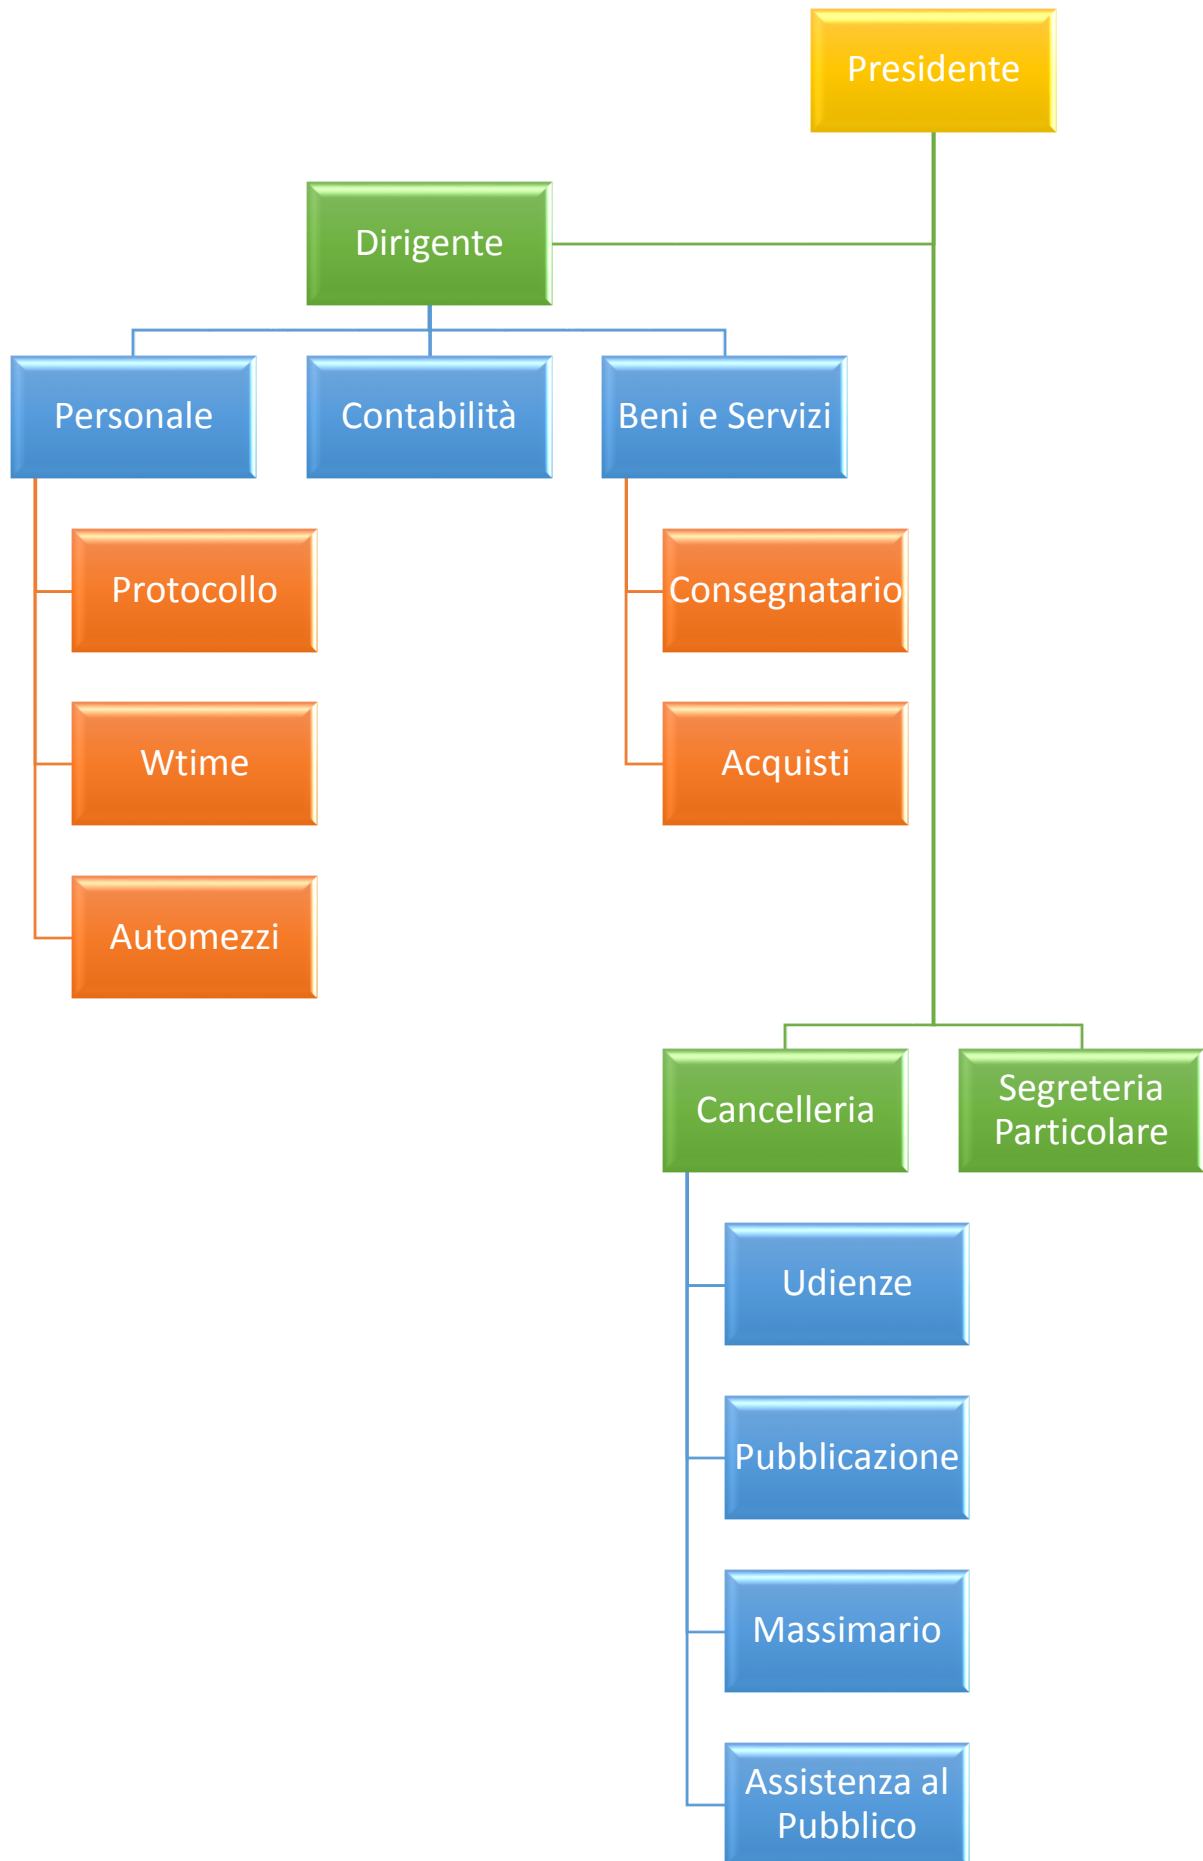 Presidente
Dirigente
Personale
Contabilità
Beni e Servizi
Protocollo
Consegnatario
Wtime
Acquisti
Automezzi
Cancelleria
Segreteria
Particolare
Udienze
Pubblicazione
Massimario
Assistenza al
Pubblico